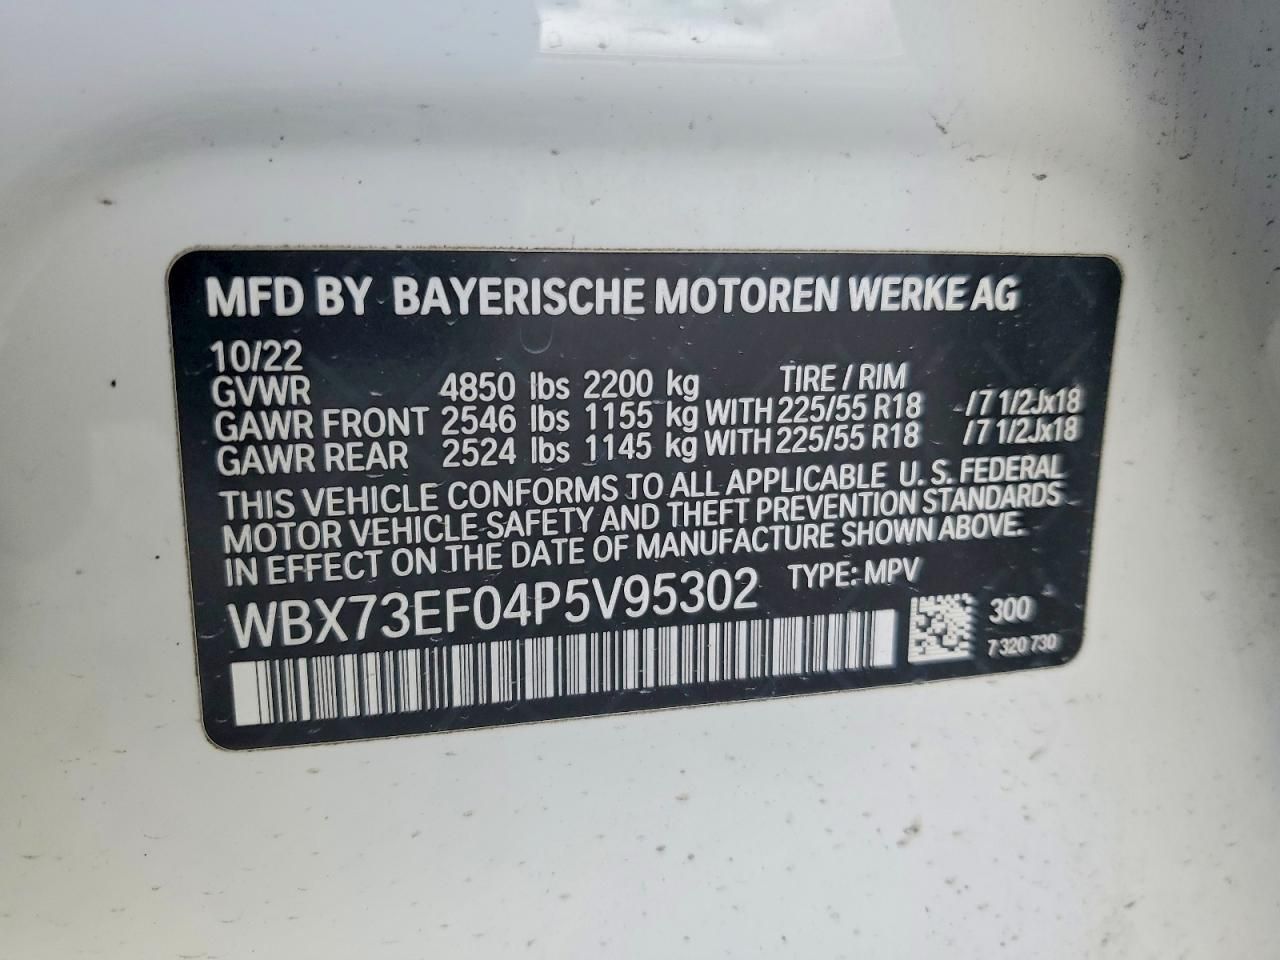 MFD BY BAYERISCHE MOTOREN WERKE AG
10/22
GVWR 4850 lbs 2200 kg TIRE / RIM
GAWR FRONT 2546 lbs 1155 kg WITH 225/55 R18 /7 1/2Jx18
GAWR REAR 2524 lbs 1145 kg WITH 225/55 R18 /7 1/2Jx18
THIS VEHICLE CONFORMS TO ALL APPLICABLE U. S. FEDERAL
MOTOR VEHICLE-SAFETY AND THEFT PREVENTION STANDARDS
IN EFFECT ON THE DATE OF MANUFACTURE SHOWN ABOVE.
WBX73EF04P5V95302 TYPE: MPV
300
7 320 730